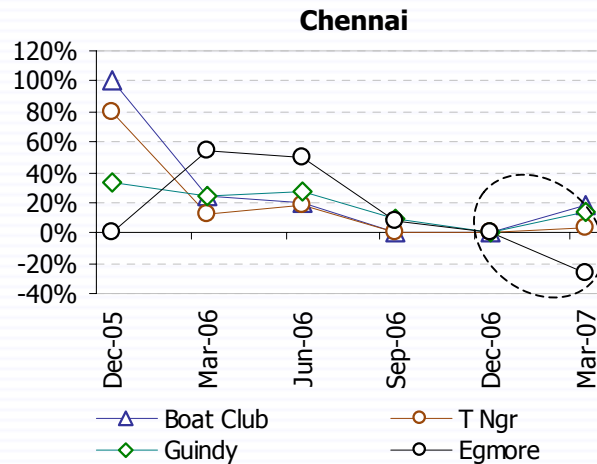 Chennai
120%
100%
80%
60%
40%
20%
0%
-20%
-40%
Dec-05
Mar-06
Jun-06
Sep-06
Dec-06
Mar-07
Boat Club
T Ngr
Guindy
Egmore